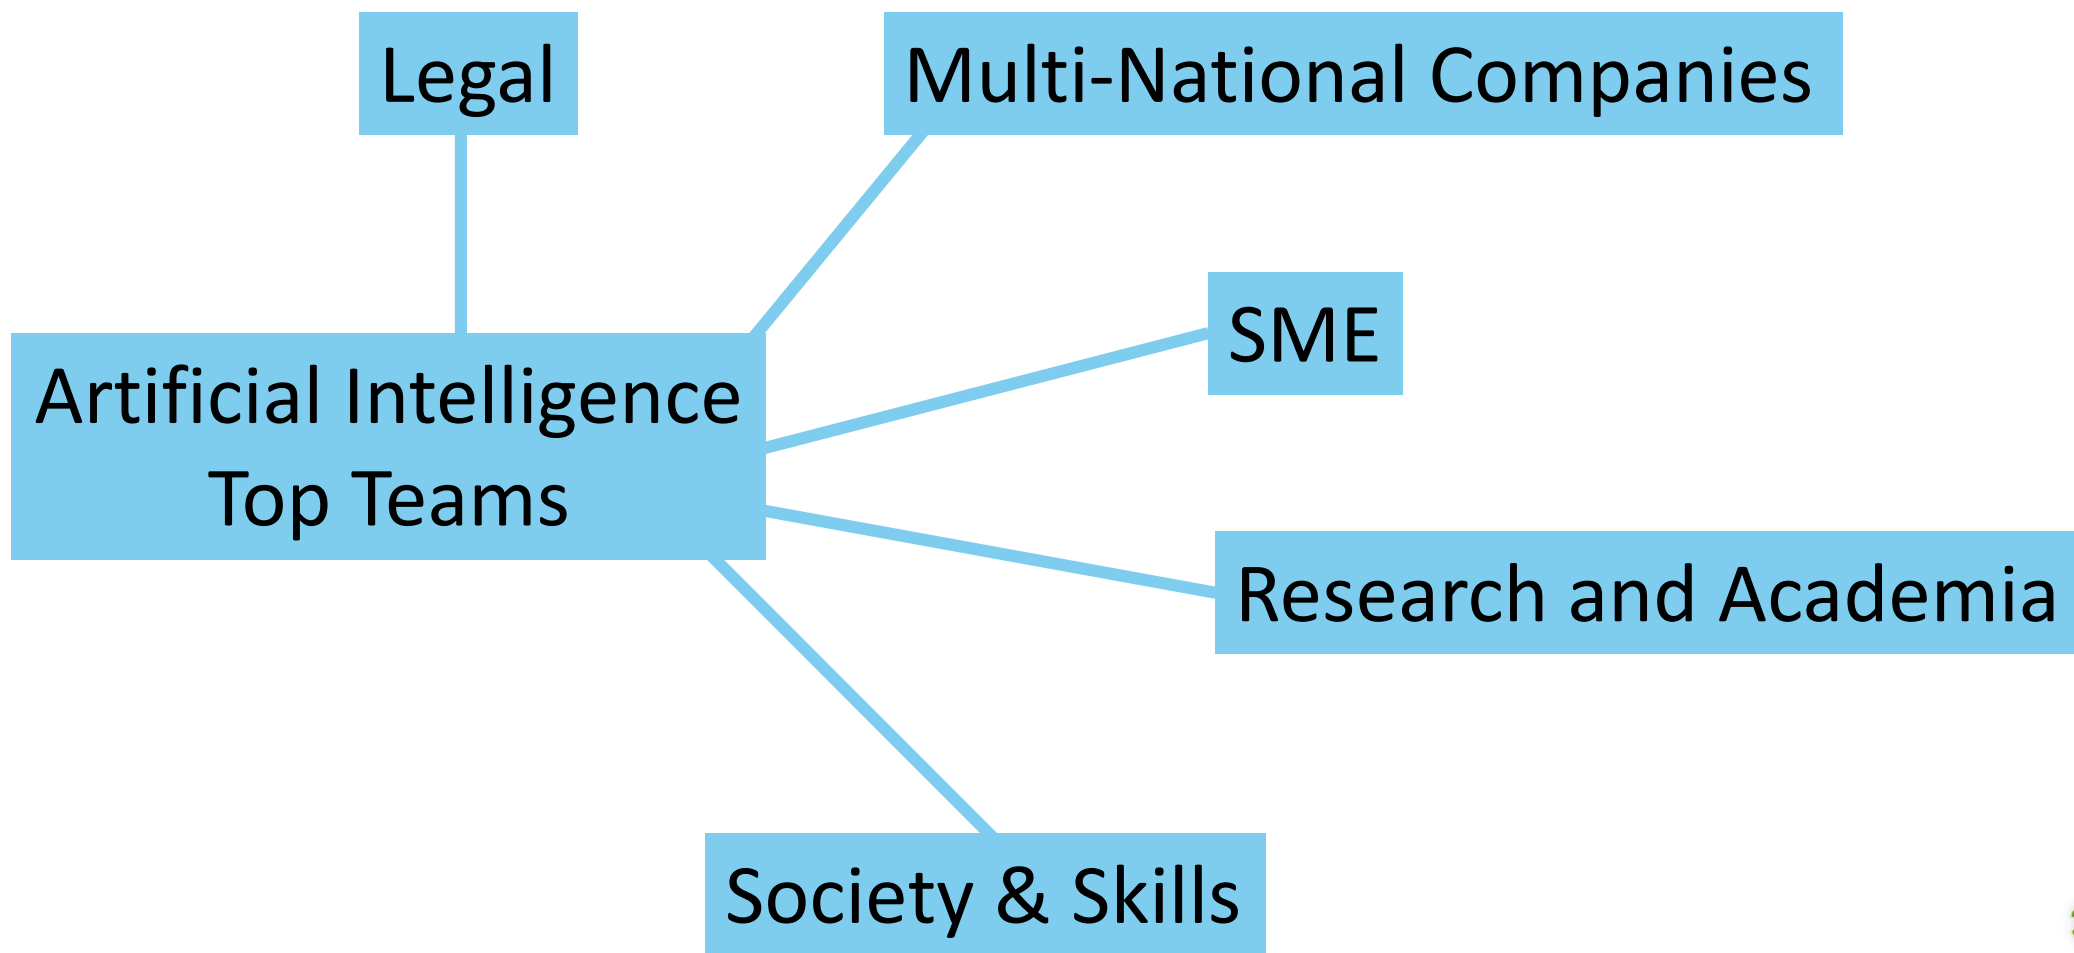 Legal
Multi-National Companies
SME
Artificial Intelligence
Top Teams
Research and Academia
Society & Skills